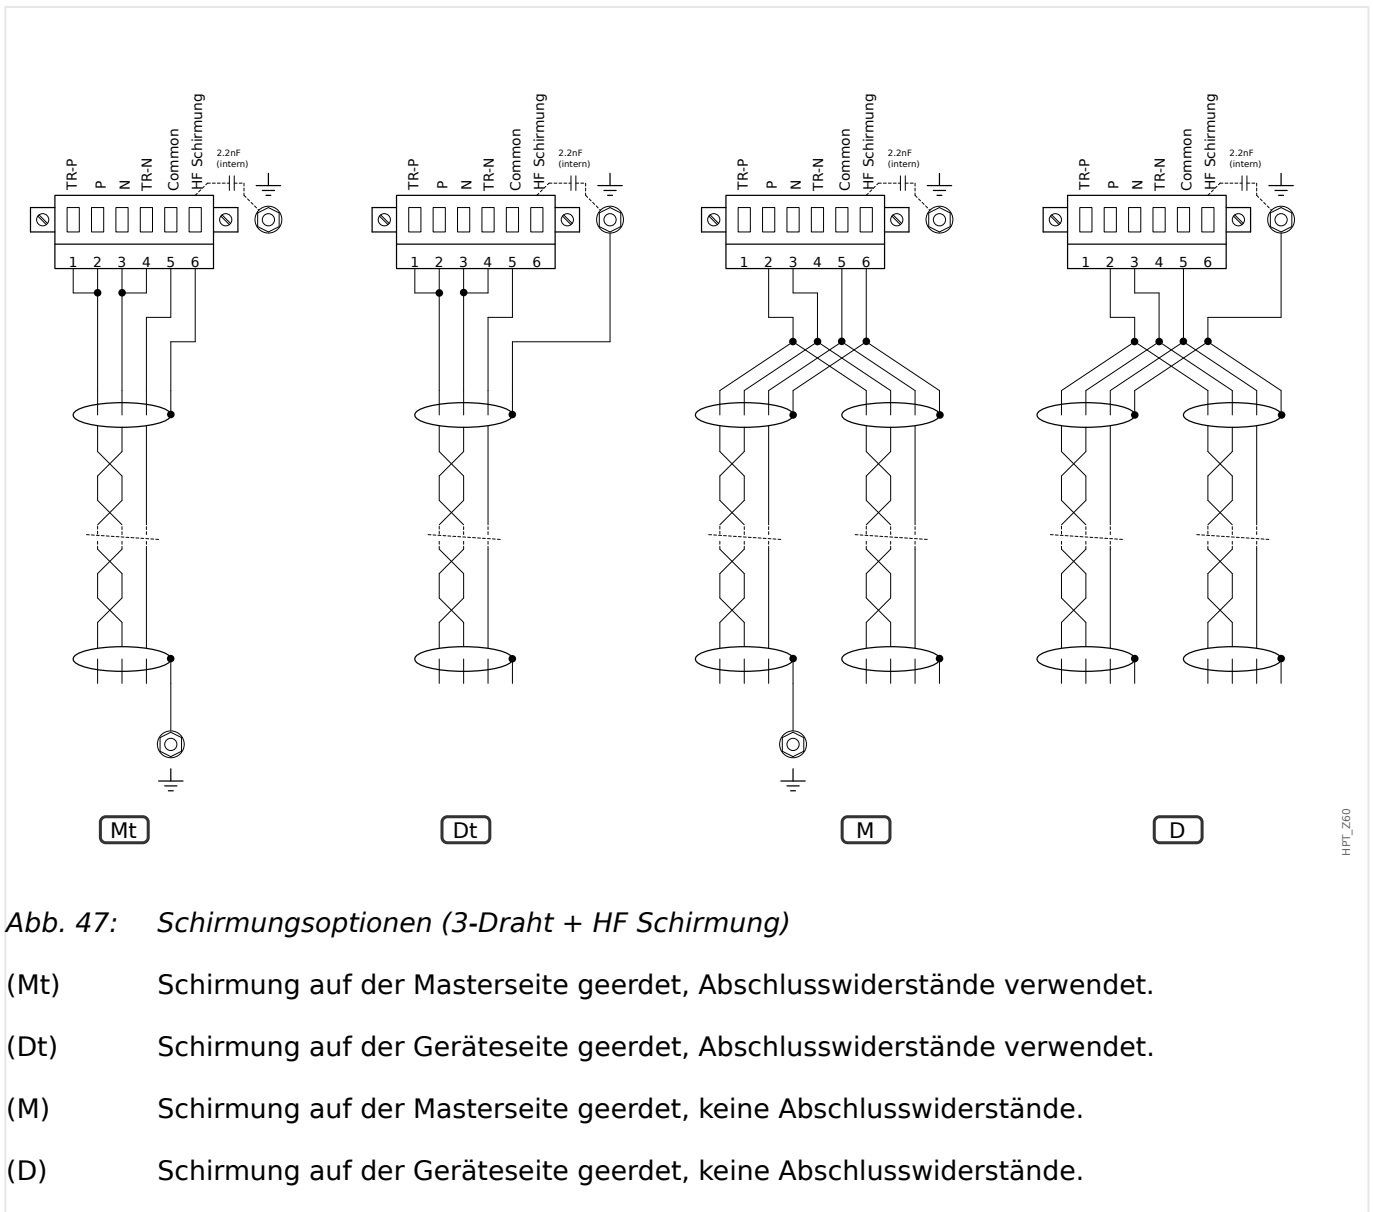 TR-P P N TR-N Common HF Schirmung 2.2nF (intern)
1 2 3 4 5 6
TR-P P N TR-N Common HF Schirmung 2.2nF (intern)
1 2 3 4 5 6
TR-P P N TR-N Common HF Schirmung 2.2nF (intern)
1 2 3 4 5 6
TR-P P N TR-N Common HF Schirmung 2.2nF (intern)
1 2 3 4 5 6
Mt Dt M D
HPT_Z60
Abb. 47: Schirmungsoptionen (3-Draht + HF Schirmung)
(Mt) Schirmung auf der Masterseite geerdet, Abschlusswiderstände verwendet.
(Dt) Schirmung auf der Geräteseite geerdet, Abschlusswiderstände verwendet.
(M) Schirmung auf der Masterseite geerdet, keine Abschlusswiderstände.
(D) Schirmung auf der Geräteseite geerdet, keine Abschlusswiderstände.